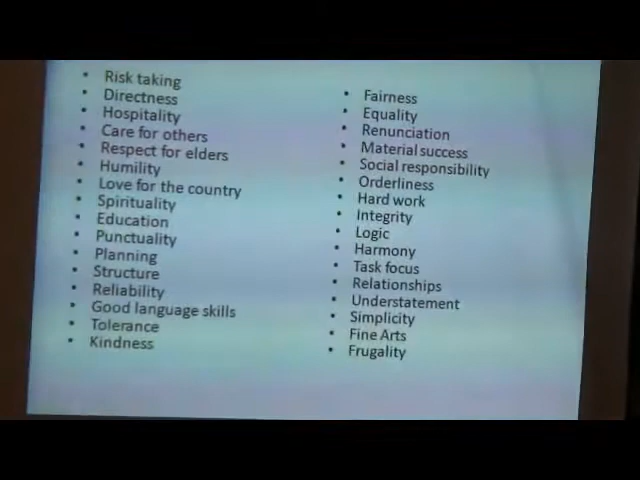 • Risk taking
• Directness
• Hospitality
• Care for others
• Respect for elders
• Humility
• Love for the country
• Spirituality
• Education
• Punctuality
• Planning
• Structure
• Reliability
• Good language skills
• Tolerance
• Kindness
• Fairness
• Equality
• Renunciation
• Material success
• Social responsibility
• Orderliness
• Hard work
• Integrity
• Logic
• Harmony
• Task focus
• Relationships
• Understatement
• Simplicity
• Fine Arts
• Frugality